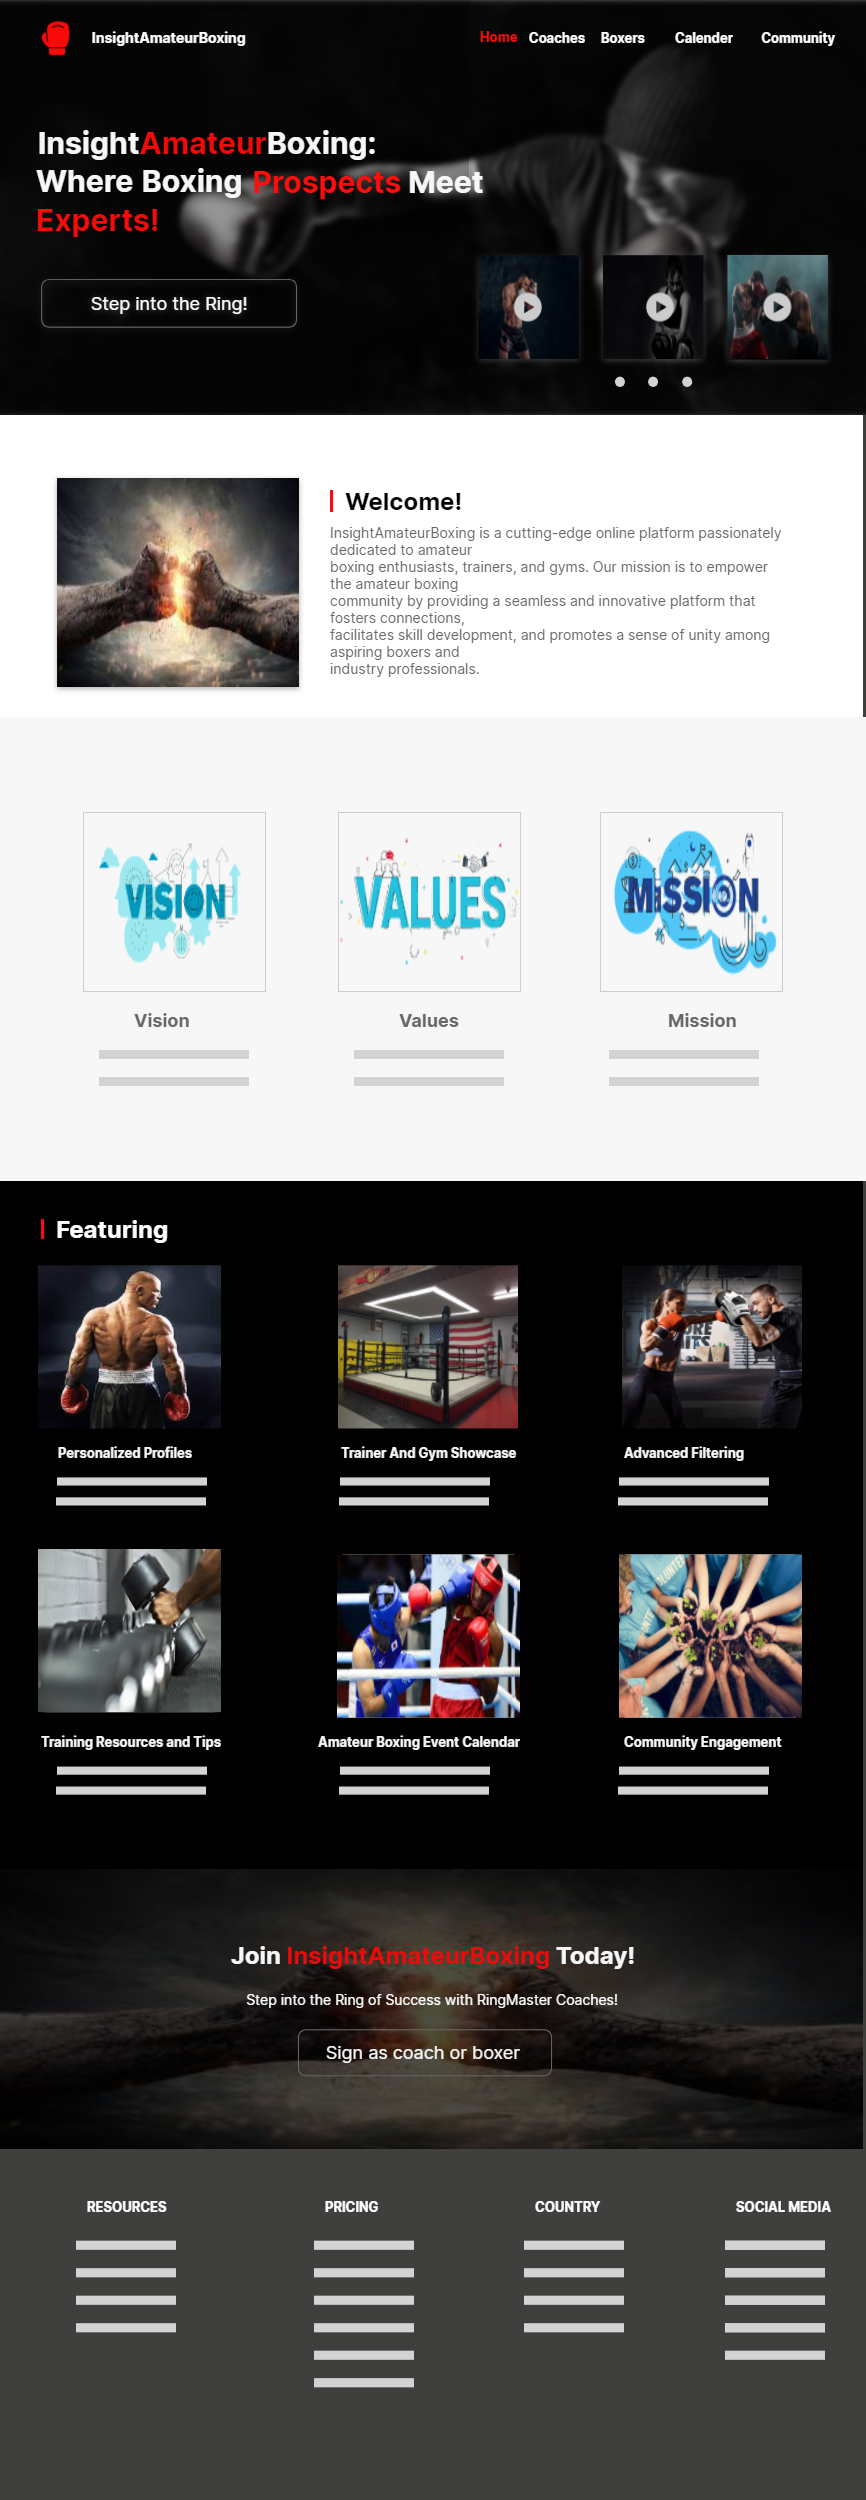 InsightAmateurBoxing
Home Coaches Boxers Calender Community
InsightAmateurBoxing:
Where Boxing Prospects Meet
Experts!
Step into the Ring!
Welcome!
InsightAmateurBoxing is a cutting-edge online platform passionately
dedicated to amateur
boxing enthusiasts, trainers, and gyms. Our mission is to empower
the amateur boxing
community by providing a seamless and innovative platform that
fosters connections,
facilitates skill development, and promotes a sense of unity among
aspiring boxers and
industry professionals.
VISION
VALUES
MISSION
Vision
Values
Mission
Featuring
Personalized Profiles
Trainer And Gym Showcase
Advanced Filtering
Training Resources and Tips
Amateur Boxing Event Calendar
Community Engagement
Join InsightAmateurBoxing Today!
Step into the Ring of Success with RingMaster Coaches!
Sign as coach or boxer
RESOURCES
PRICING
COUNTRY
SOCIAL MEDIA